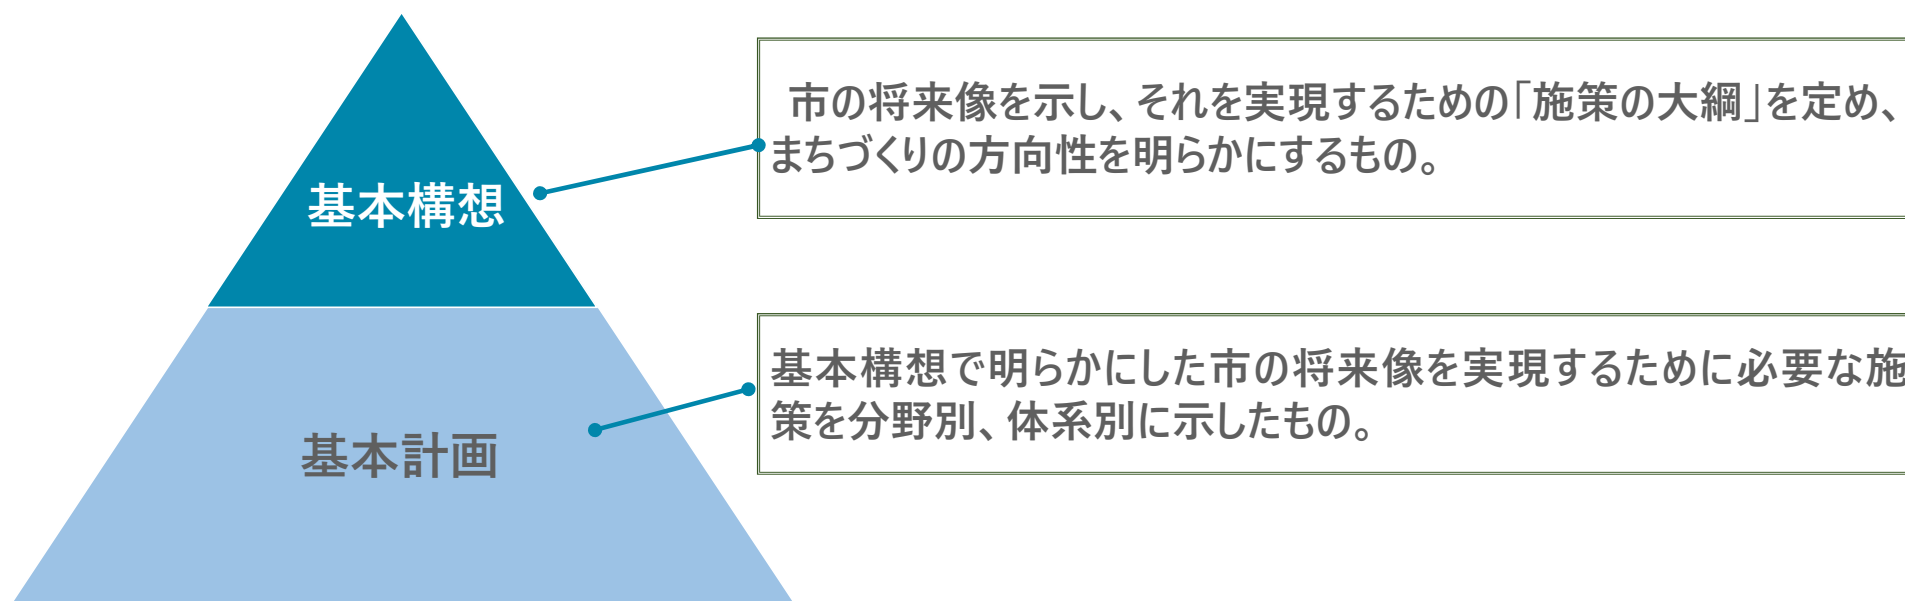 市の将来像を示し、それを実現するための「施策の大綱」を定め、
まちづくりの方向性を明らかにするもの。
基本構想
基本構想で明らかにした市の将来像を実現するために必要な施
策を分野別、体系別に示したもの。
基本計画